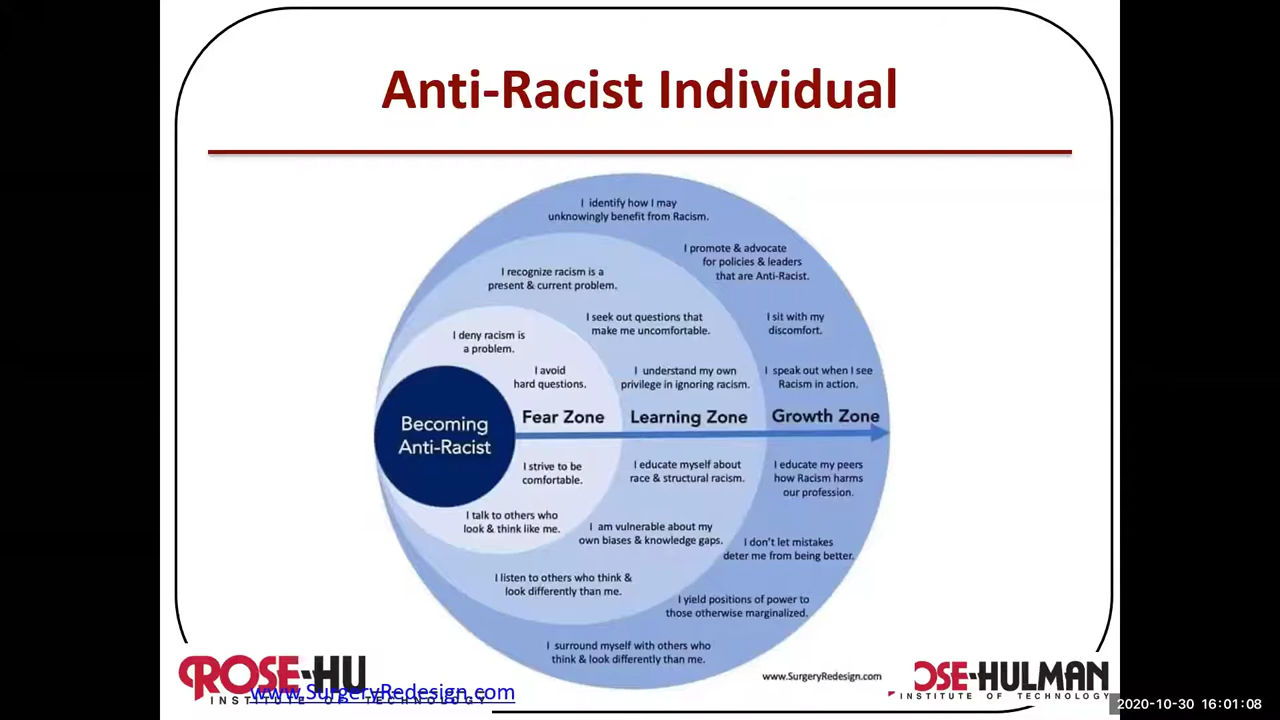 Anti-Racist Individual
I identify how I may
unknowingly benefit from Racism.
I promote & advocate
for policies & leaders
that are Anti-Racist.
I recognize racism is a
present & current problem.
I seek out questions that
make me uncomfortable.
I sit with my
discomfort.
I deny racism is
a problem.
I avoid
hard questions.
I understand my own
privilege in ignoring racism.
I speak out when I see
Racism in action.
Becoming
Anti-Racist
Fear Zone
Learning Zone
Growth Zone
I strive to be
comfortable.
I educate myself about
race & structural racism.
I educate my peers
how Racism harms
our profession.
I talk to others who
look & think like me.
I am vulnerable about my
own biases & knowledge gaps.
I don't let mistakes
deter me from being better.
I listen to others who think &
look differently than me.
I yield positions of power to
those otherwise marginalized.
I surround myself with others who
think & look differently than me.
www.SurgeryRedesign.com
ROSE-HU
INSTITUTE OF TECHNOLOGY
www.SurgeryRedesign.com
OSE-HULMAN
INSTITUTE OF TECHNOLOGY
2020-10-30 16:01:08